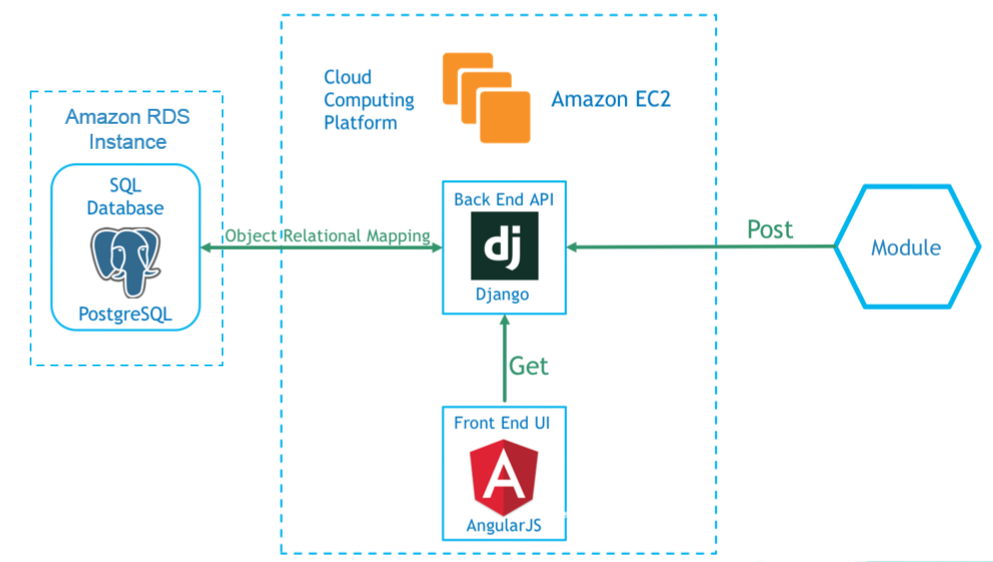 Cloud
Computing
Platform
Amazon EC2
Amazon RDS
Instance
SQL
Database
PostgreSQL
Object Relational Mapping
Back End API
dj
Django
Post
Module
Get
Front End UI
A
AngularJS